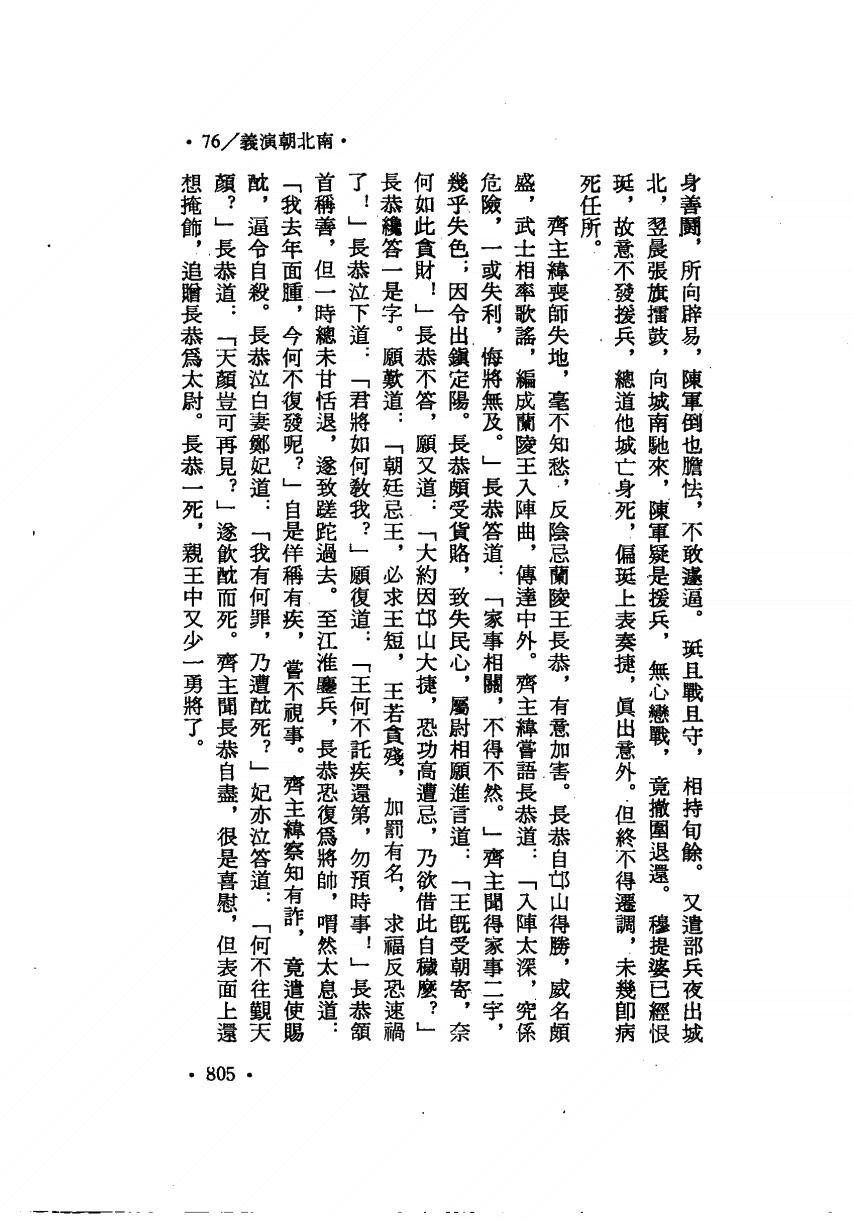 ·南北朝演義/76·
身善鬭，所向辟易，陳軍倒也膽怯，不敢遽逼。珽且戰且守，相持旬餘。又遣部兵夜出城
北，翌晨張旗擂鼓，向城南馳來，陳軍疑是援兵，無心戀戰，竟撤圍退還。穆提婆已經恨
珽，故意不發援兵，總道他城亡身死，偏珽上表奏捷，眞出意外。但終不得遷調，未幾卽病
死任所。
齊主緯喪師失地，毫不知愁，反陰忌蘭陵王長恭，有意加害。長恭自邙山得勝，威名頗
盛，武士相率歌謠，編成蘭陵王入陣曲，傳達中外。齊主緯嘗語長恭道：「入陣太深，究係
危險，一或失利，悔將無及。」長恭答道：「家事相關，不得不然。」齊主聞得家事二字，
幾乎失色；因令出鎭定陽。長恭頗受貨賂，致失民心，屬尉相願進言道：「王旣受朝寄，奈
何如此貪財！」長恭不答，願又道：「大約因邙山大捷，恐功高遭忌，乃欲借此自穢麼？」
長恭纔答一是字。願歎道：「朝廷忌王，必求王短，王若貪殘，加罰有名，求福反恐速禍
了！」長恭泣下道：「君將如何敎我？」願復道：「王何不託疾還第，勿預時事！」長恭頷
首稱善，但一時總未甘恬退，遂致蹉跎過去。至江淮鏖兵，長恭恐復爲將帥，喟然太息道：
「我去年面腫，今何不復發呢？」自是佯稱有疾，嘗不視事。齊主緯察知有詐，竟遣使賜
酖，逼令自殺。長恭泣白妻鄭妃道：「我有何罪，乃遭酖死？」妃亦泣答道：「何不往覲天
顏？」長恭道：「天顏豈可再見？」遂飮酖而死。齊主聞長恭自盡，很是喜慰，但表面上還
想掩飾，追贈長恭爲太尉。長恭一死，親王中又少一勇將了。
·805·